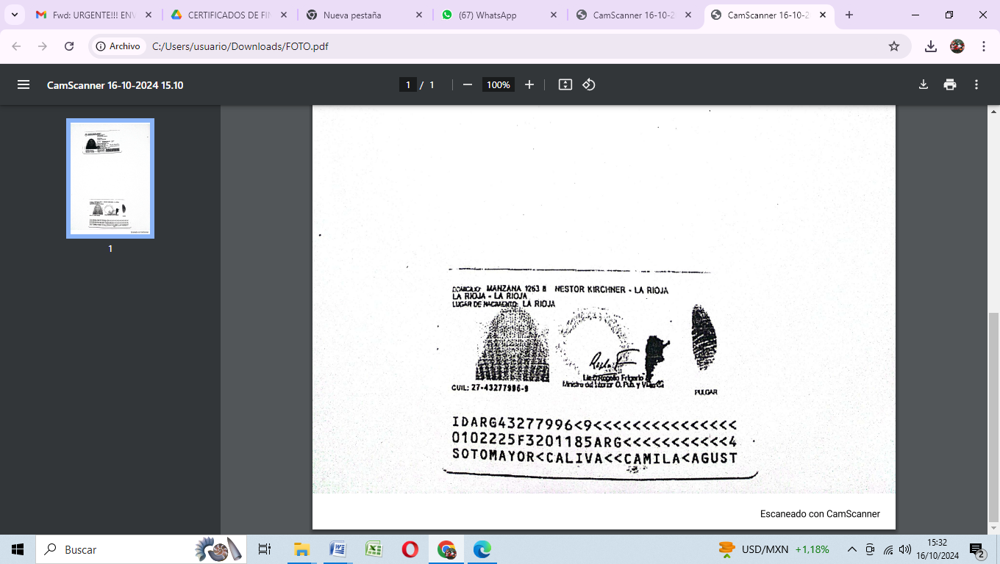 Fwd: URGENTE!!! ENV
CERTIFICADOS DE FIN
Nueva pestaña
(67) WhatsApp
CamScanner 16-10-2
CamScanner 16-10-2
Archivo
C:/Users/usuario/Downloads/FOTO.pdf
CamScanner 16-10-2024 15.10
1 / 1
100%
1
DOMICILIO: MANZANA 1263 8 NESTOR KIRCHNER - LA RIOJA
LA RIOJA - LA RIOJA
LUGAR DE NACIMIENTO: LA RIOJA
Lic. Rogelio Frigerio
Ministro del Interior O. Pub. y Vivienda
CUIL: 27-43277996-9
PULGAR
IDARG43277996<9<<<<<<<<<<<<<<<
0102225F3201185ARG<<<<<<<<<<<4
SOTOMAYOR<CALIVA<<CAMILA<AGUST
Escaneado con CamScanner
Buscar
USD/MXN +1,18%
15:32
16/10/2024
2